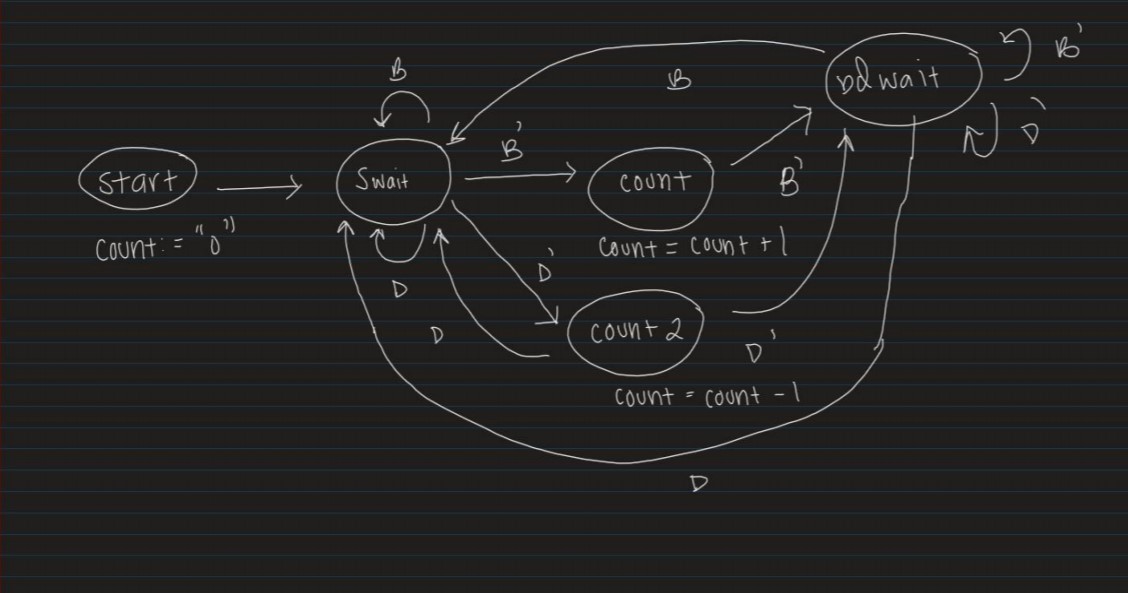 start
count := "0"
Swait
B
D
B'
D'
D
count
count = count + 1
B'
count 2
count = count - 1
D'
bdwait
B'
D'
B
D